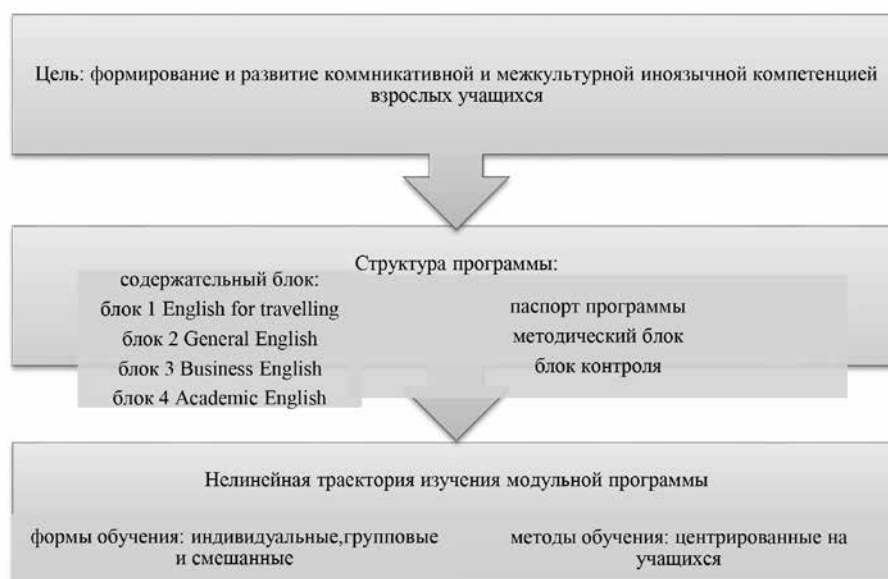 Цель: формирование и развитие коммникативной и межкультурной иноязычной компетенцией
взрослых учащихся
Структура программы:
содержательный блок:
блок 1 English for travelling
блок 2 General English
блок 3 Business English
блок 4 Academic English
паспорт программы
методический блок
блок контроля
Нелинейная траектория изучения модульной программы
формы обучения: индивидуальные,групповые
и смешанные
методы обучения: центрированные на
учащихся